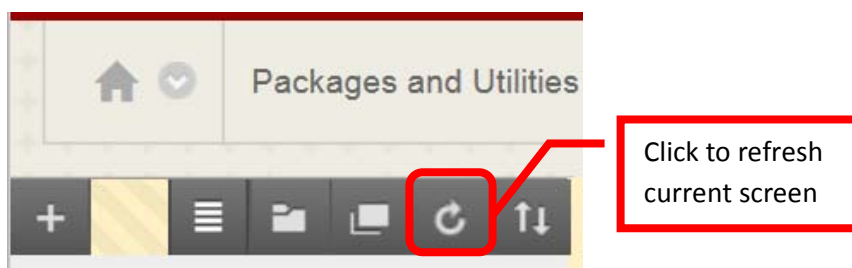 Packages and Utilities
Click to refresh
current screen